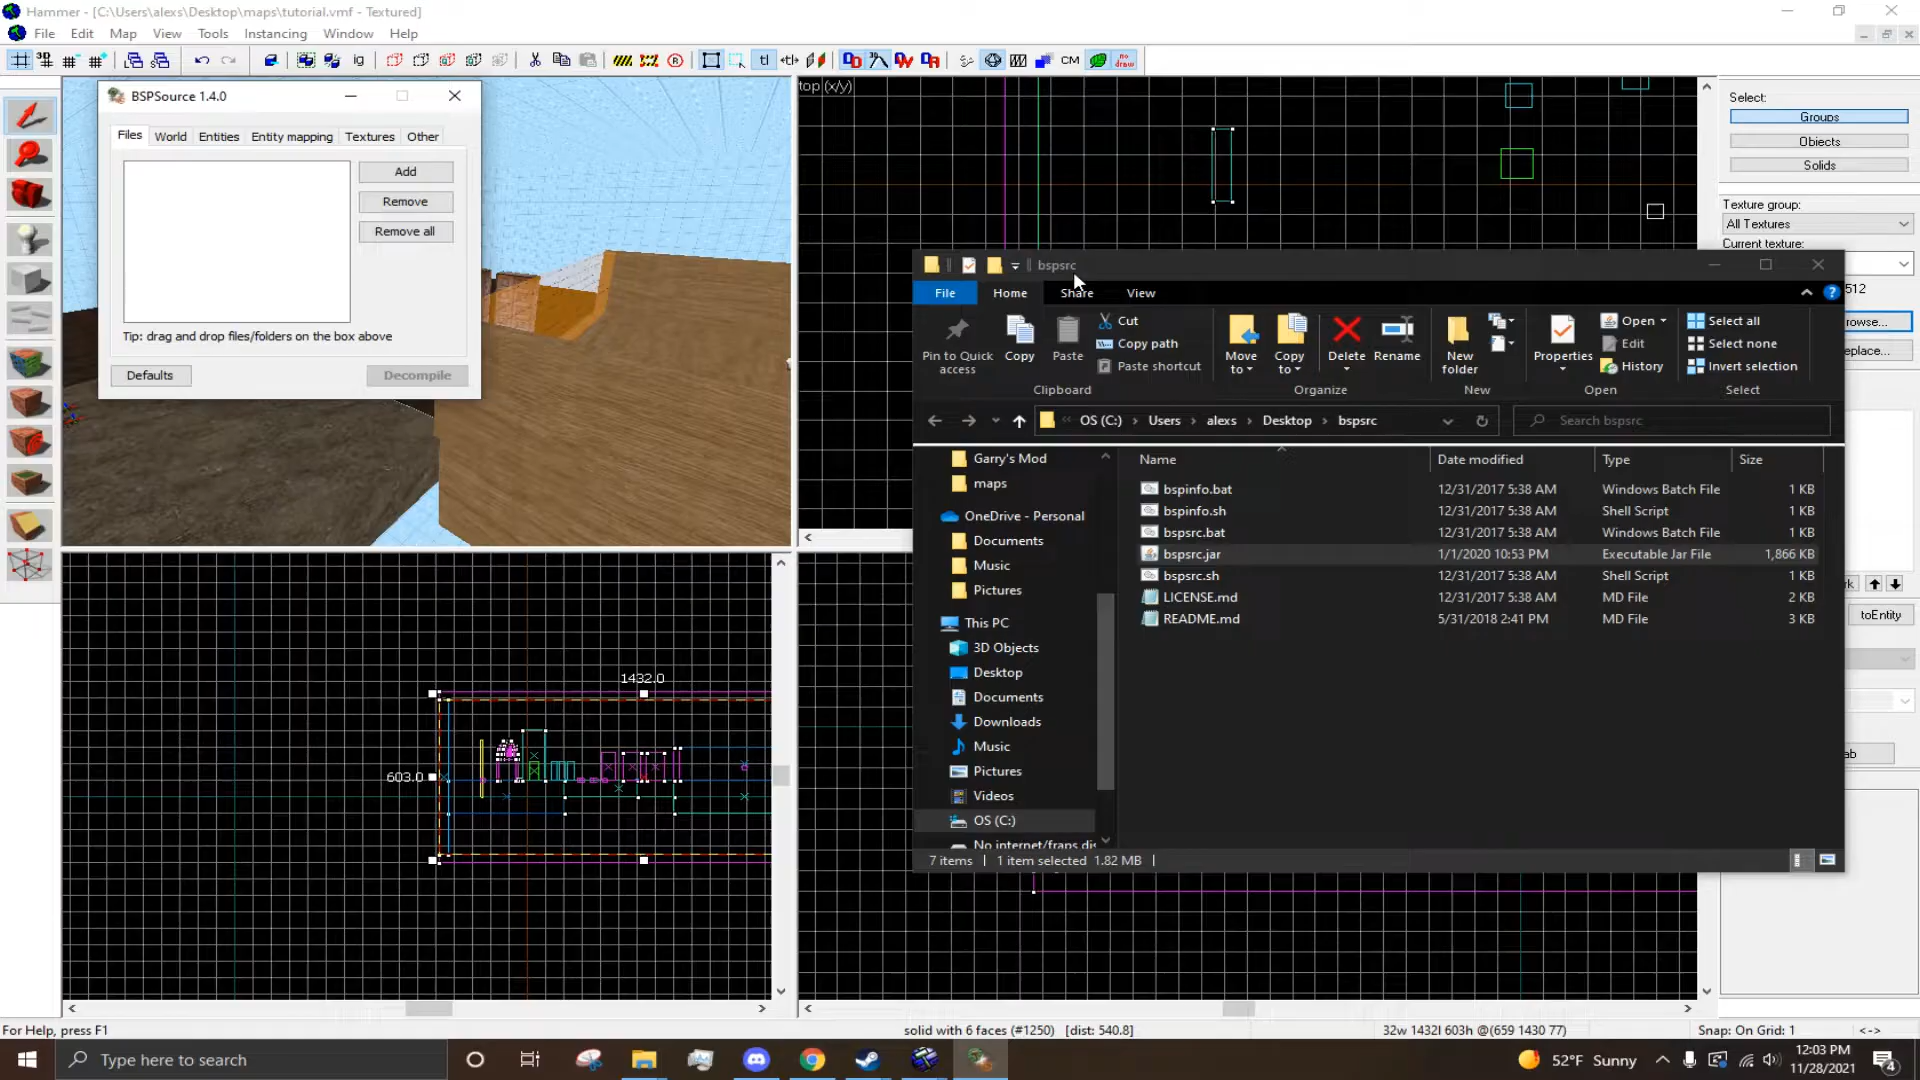 Hammer - [C:\Users\alexs\Desktop\maps\tutorial.vmf - Textured]
File Edit Map View Tools Instancing Window Help
ig
tl
CM
BSPSource 1.4.0
Files World Entities Entity mapping Textures Other
Add
Remove
Remove all
Tip: drag and drop files/folders on the box above
Defaults Decompile
top (x/y)
1432.0
603.0
Select:
Groups
Objects
Solids
Texture group:
All Textures
Current texture:
512
toEntity
bspsrc
File Home Share View
Pin to Quick access
Copy
Paste
Cut
Copy path
Paste shortcut
Clipboard
Move to
Copy to
Delete
Rename
Organize
New folder
New
Properties
Open
Edit
History
Open
Select all
Select none
Invert selection
Select
OS (C:) Users alexs Desktop bspsrc
Search bspsrc
Garry's Mod
maps
OneDrive - Personal
Documents
Music
Pictures
This PC
3D Objects
Desktop
Documents
Downloads
Music
Pictures
Videos
OS (C:)
Name Date modified Type Size
bspinfo.bat 12/31/2017 5:38 AM Windows Batch File 1 KB
bspinfo.sh 12/31/2017 5:38 AM Shell Script 1 KB
bspsrc.bat 12/31/2017 5:38 AM Windows Batch File 1 KB
bspsrc.jar 1/1/2020 10:53 PM Executable Jar File 1,866 KB
bspsrc.sh 12/31/2017 5:38 AM Shell Script 1 KB
LICENSE.md 12/31/2017 5:38 AM MD File 2 KB
README.md 5/31/2018 2:41 PM MD File 3 KB
7 items 1 item selected 1.82 MB
For Help, press F1
solid with 6 faces (#1250) [dist: 540.8]
32w 1432l 603h @(659 1430 77)
Snap: On Grid: 1
<->
Type here to search
52°F Sunny
12:03 PM
11/28/2021
4